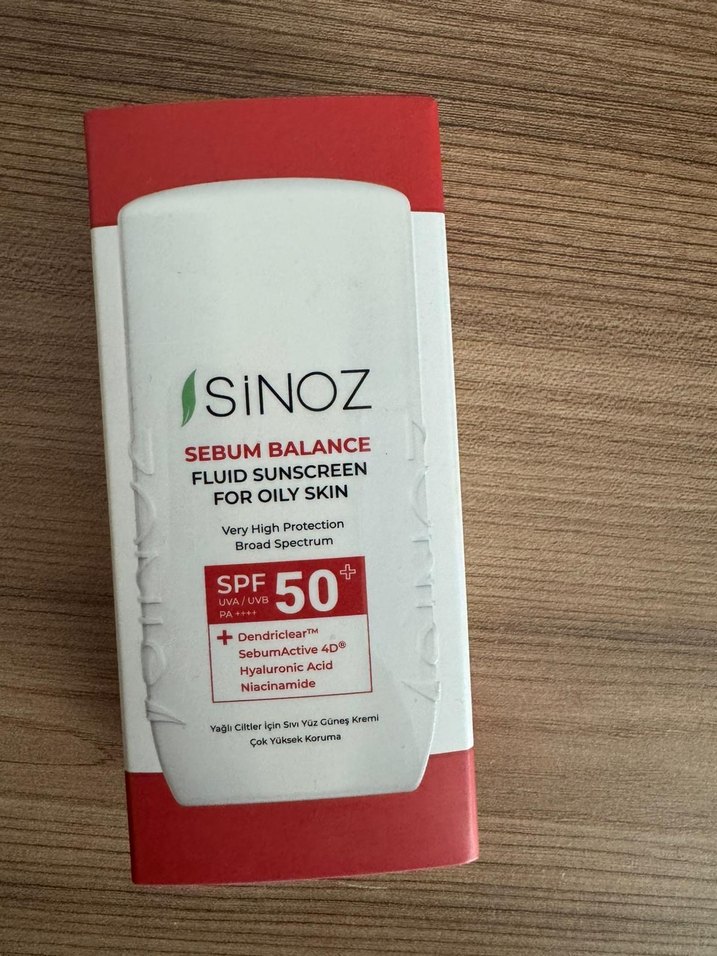 SiNOZ
SEBUM BALANCE
FLUID SUNSCREEN
FOR OILY SKIN
Very High Protection
Broad Spectrum
SPF 50+
UVA / UVB
PA ++++
+ Dendriclear™
SebumActive 4D®
Hyaluronic Acid
Niacinamide
Yağlı Ciltler İçin Sıvı Yüz Güneş Kremi
Çok Yüksek Koruma